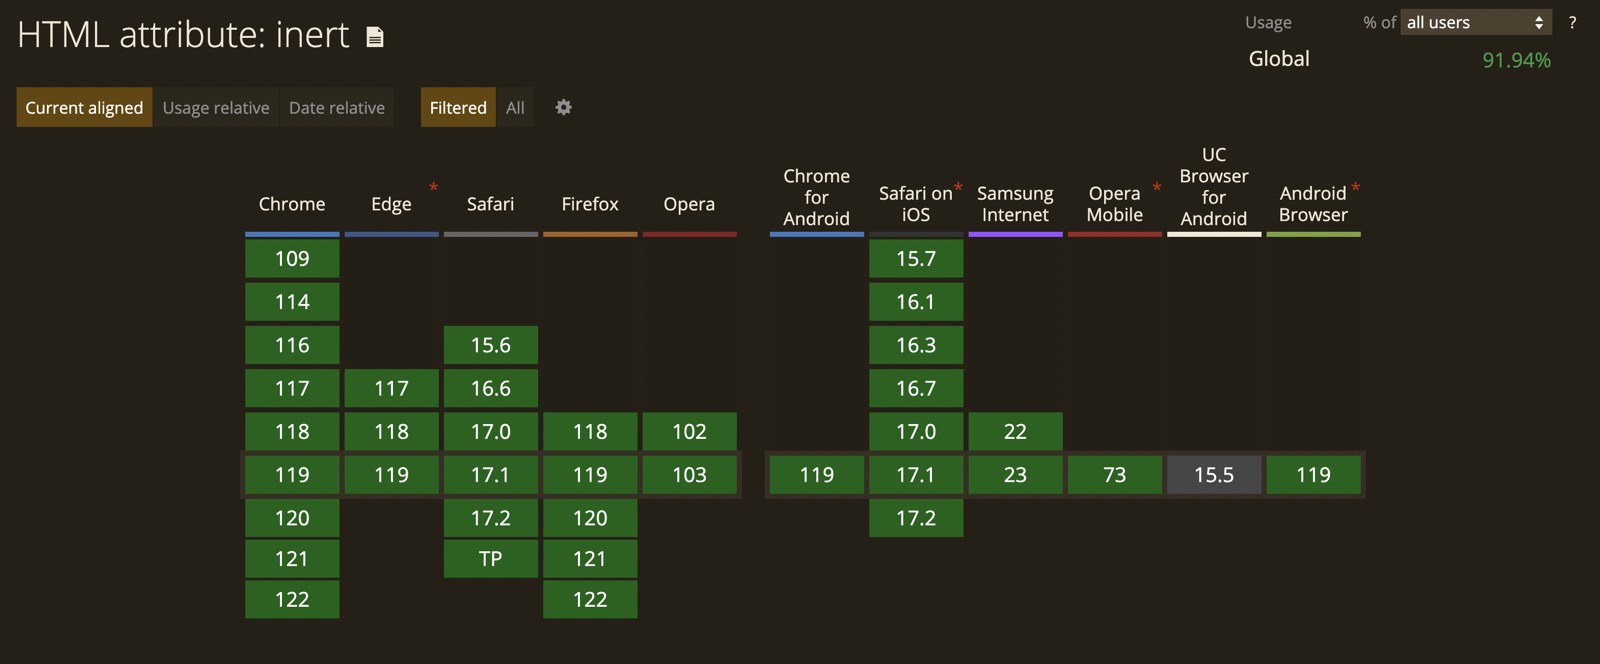 HTML attribute: inert
Usage % of all users ?
Global 91.94%
Current aligned Usage relative Date relative Filtered All
Chrome Edge * Safari Firefox Opera
Chrome for Android
Safari on iOS *
Samsung Internet
Opera Mobile *
UC Browser for Android
Android Browser *
109 15.7
114 16.1
116 15.6 16.3
117 117 16.6 16.7
118 118 17.0 118 102 17.0 22
119 119 17.1 119 103 119 17.1 23 73 15.5 119
120 17.2 120 17.2
121 TP 121
122 122